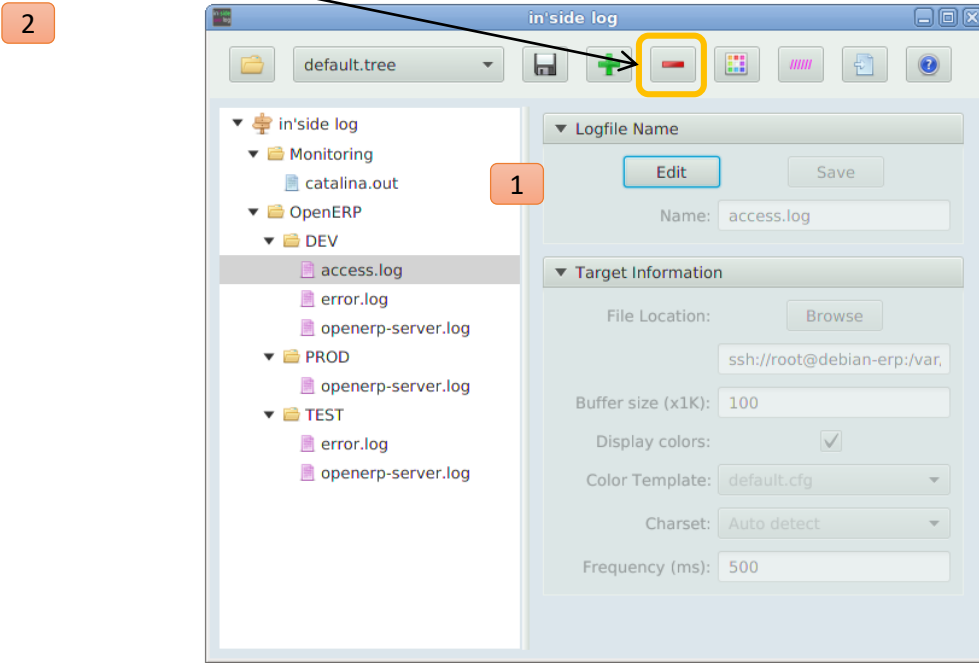 2
in'side log
default.tree
in'side log
Monitoring
catalina.out
OpenERP
DEV
access.log
error.log
openerp-server.log
PROD
openerp-server.log
TEST
error.log
openerp-server.log
1
Logfile Name
Edit Save
Name: access.log
Target Information
File Location: Browse
ssh://root@debian-erp:/var,
Buffer size (x1K): 100
Display colors:
Color Template: default.cfg
Charset: Auto detect
Frequency (ms): 500